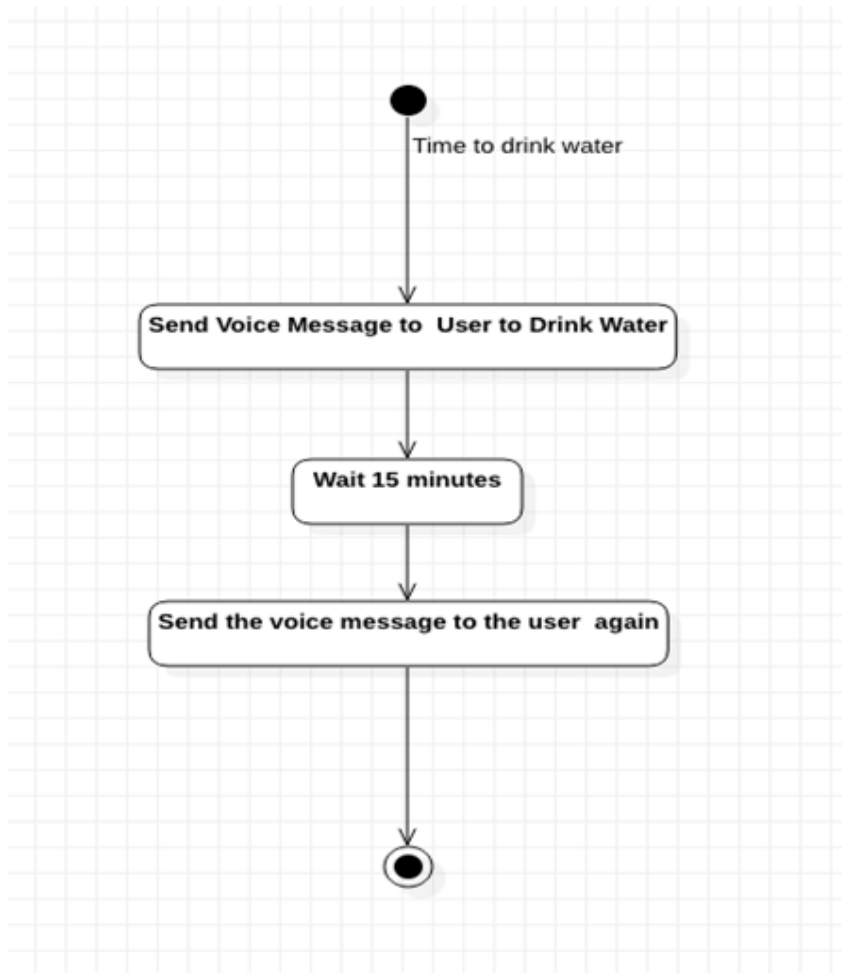 Time to drink water
Send Voice Message to  User to Drink Water
Wait 15 minutes
Send the voice message to the user  again